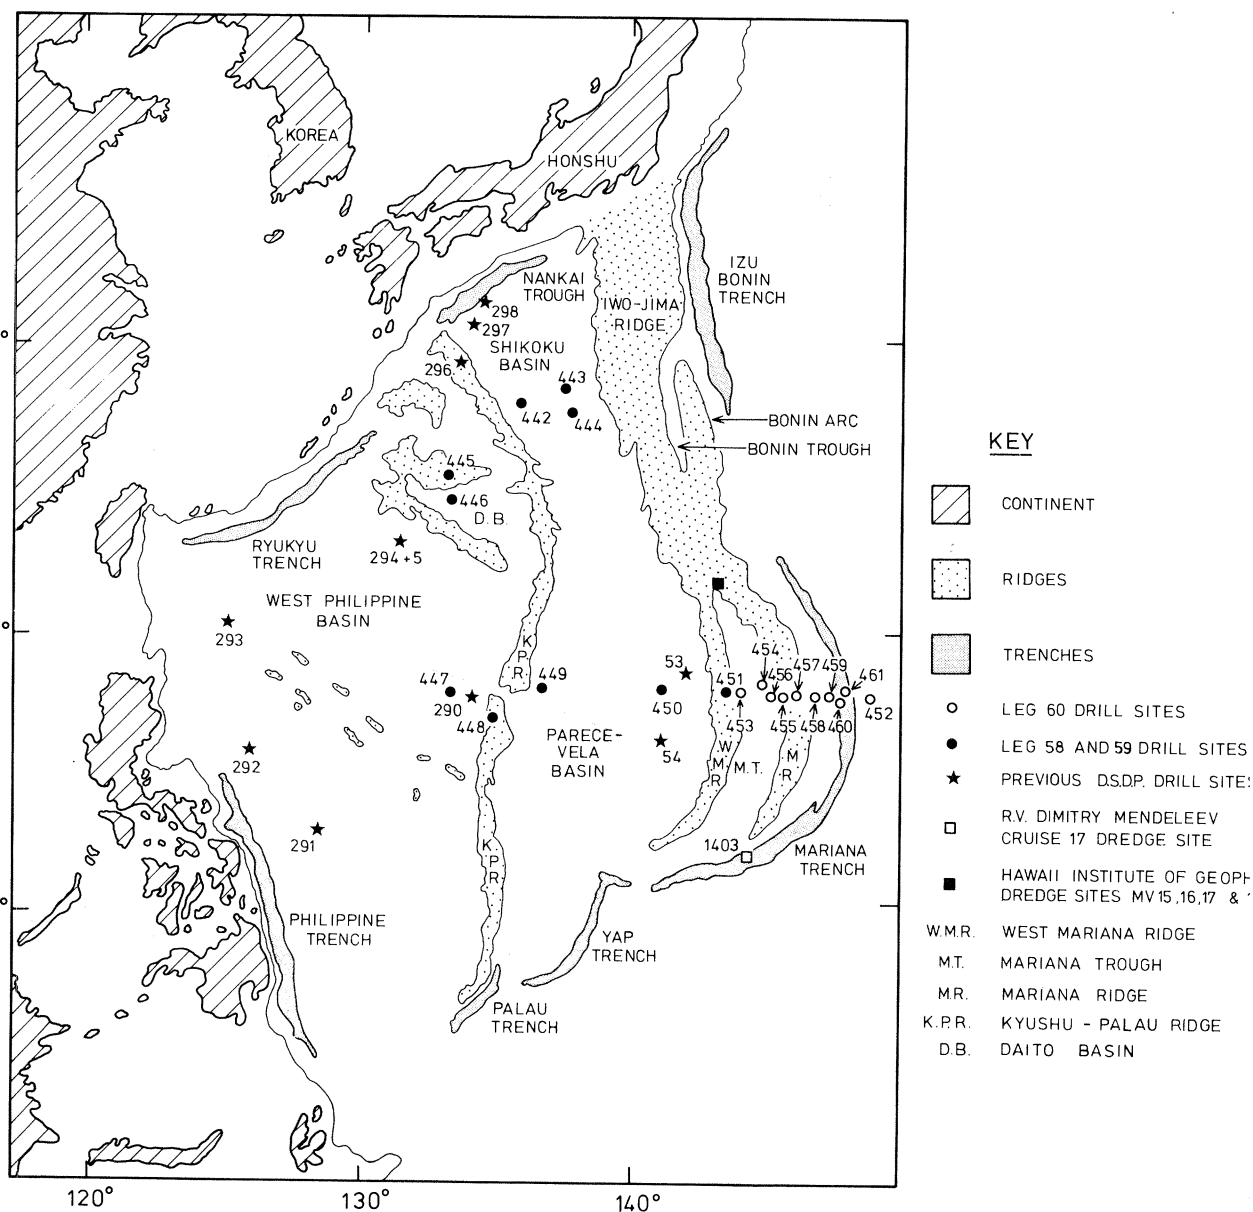 KOREA
HONSHU
NANKAI
TROUGH
IZU
BONIN
TRENCH
IWO-JIMA
RIDGE
298
297
SHIKOKU
BASIN
296
443
442
444
BONIN ARC
BONIN TROUGH
445
446
D.B.
294+5
RYUKYU
TRENCH
WEST PHILIPPINE
BASIN
293
K
P.
R.
447
290
448
449
53
450
54
451
453
454
456
457
459
461
455
458
460
452
PARECE-
VELA
BASIN
W
M.
R
M.T.
M
R
292
291
K
P.
R
1403
MARIANA
TRENCH
PHILIPPINE
TRENCH
YAP
TRENCH
PALAU
TRENCH
120°
130°
140°
KEY
CONTINENT
RIDGES
TRENCHES
LEG 60 DRILL SITES
LEG 58 AND 59 DRILL SITES
PREVIOUS D.S.D.P. DRILL
R.V. DIMITRY MENDELEEV
CRUISE 17 DREDGE SITE
HAWAII INSTITUTE OF
DREDGE SITES MV 15,16,17 &
W.M.R. WEST MARIANA RIDGE
M.T. MARIANA TROUGH
M.R. MARIANA RIDGE
K.P.R. KYUSHU - PALAU RIDGE
D.B. DAITO BASIN